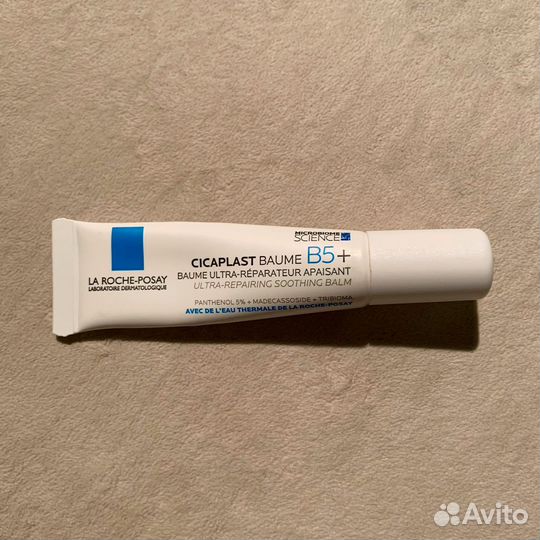 MICROBIOME
SCIENCE
CICAPLAST BAUME B5+
LA ROCHE-POSAY
LABORATOIRE DERMATOLOGIQUE
BAUME ULTRA-RÉPARATEUR APAISANT
ULTRA-REPAIRING SOOTHING BALM
PANTHENOL 5% + MADECASSOSIDE + TRIBIOMA
AVEC DE L'EAU THERMALE DE LA ROCHE-POSAY
Avito